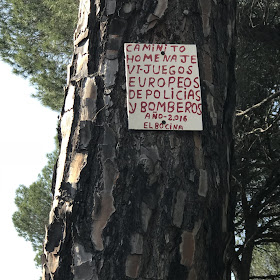 CAMINITO
HOMENAJE
VI-JUEGOS
EUROPEOS
DE POLICIAS
Y BOMBEROS
AÑO-2.016
EL BOCINA